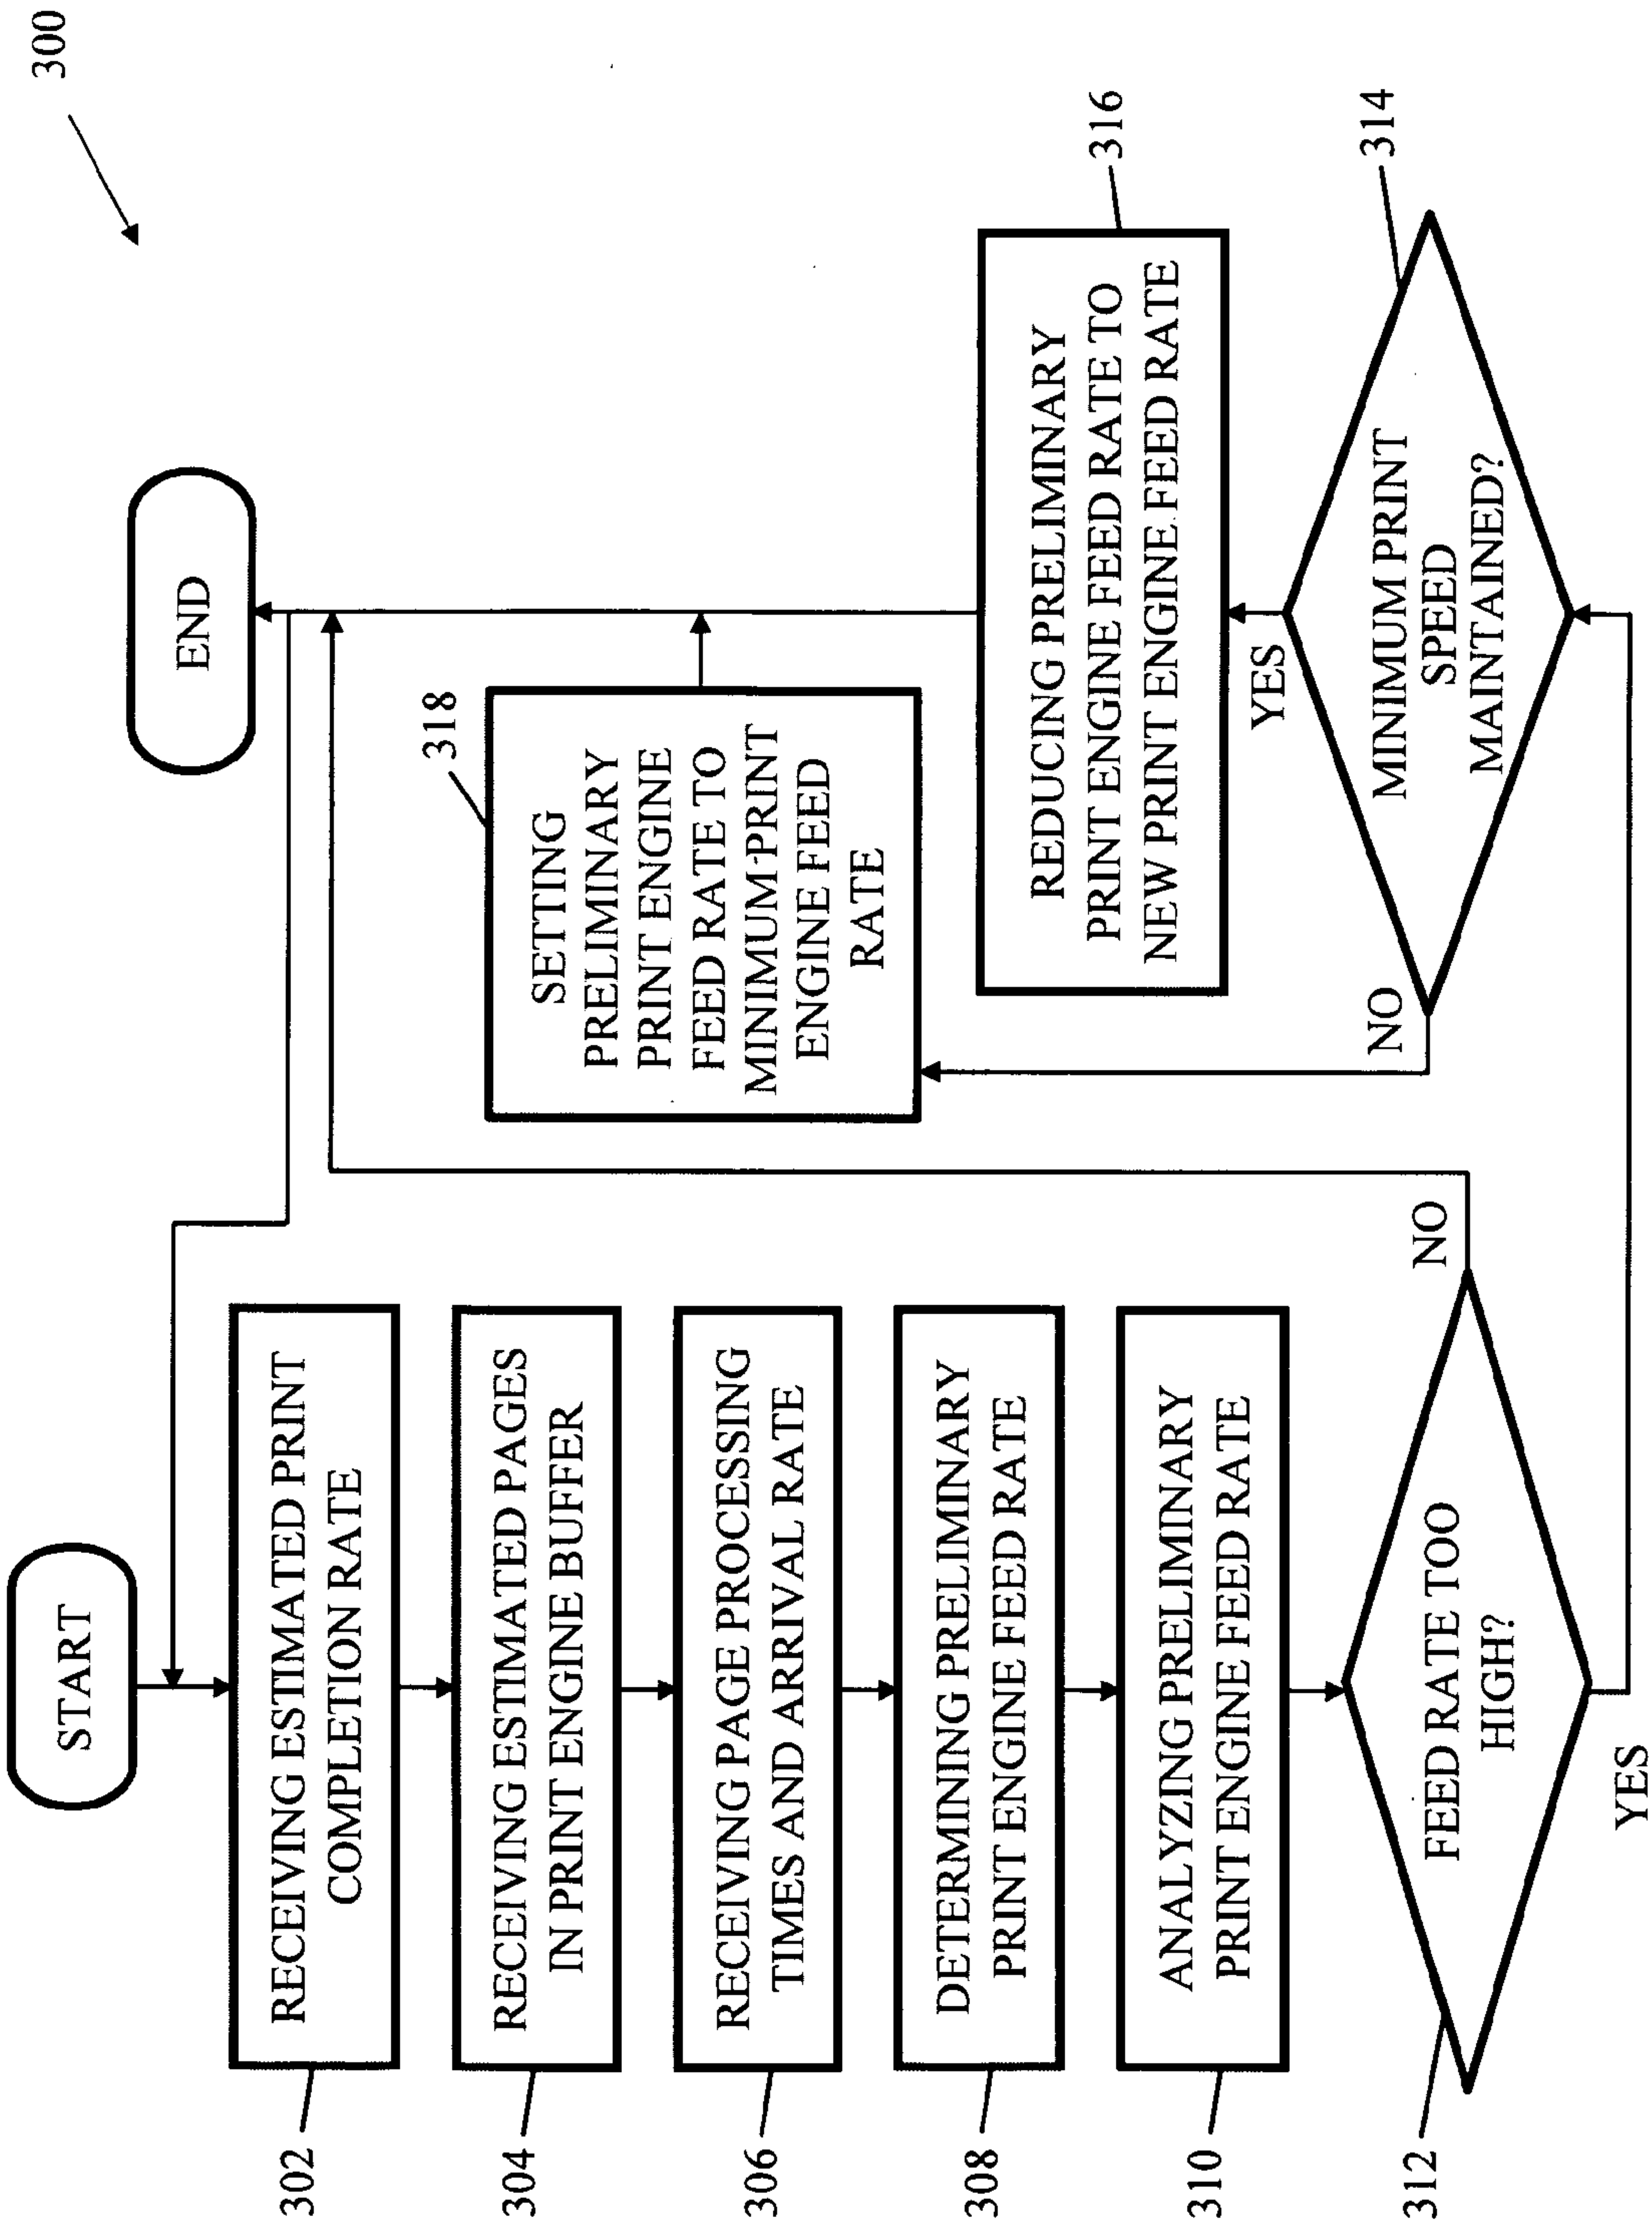 300
START
302
RECEIVING ESTIMATED PRINT
COMPLETION RATE
304
RECEIVING ESTIMATED PAGES
IN PRINT ENGINE BUFFER
306
RECEIVING PAGE PROCESSING
TIMES AND ARRIVAL RATE
308
DETERMINING PRELIMINARY
PRINT ENGINE FEED RATE
310
ANALYZING PRELIMINARY
PRINT ENGINE FEED RATE
312
FEED RATE TOO
HIGH?
NO
YES
END
318
SETTING
PRELIMINARY
PRINT ENGINE
FEED RATE TO
MINIMUM-PRINT
ENGINE FEED
RATE
316
REDUCING PRELIMINARY
PRINT ENGINE FEED RATE TO
NEW PRINT ENGINE FEED RATE
YES
NO
314
MINIMUM PRINT
SPEED
MAINTAINED?